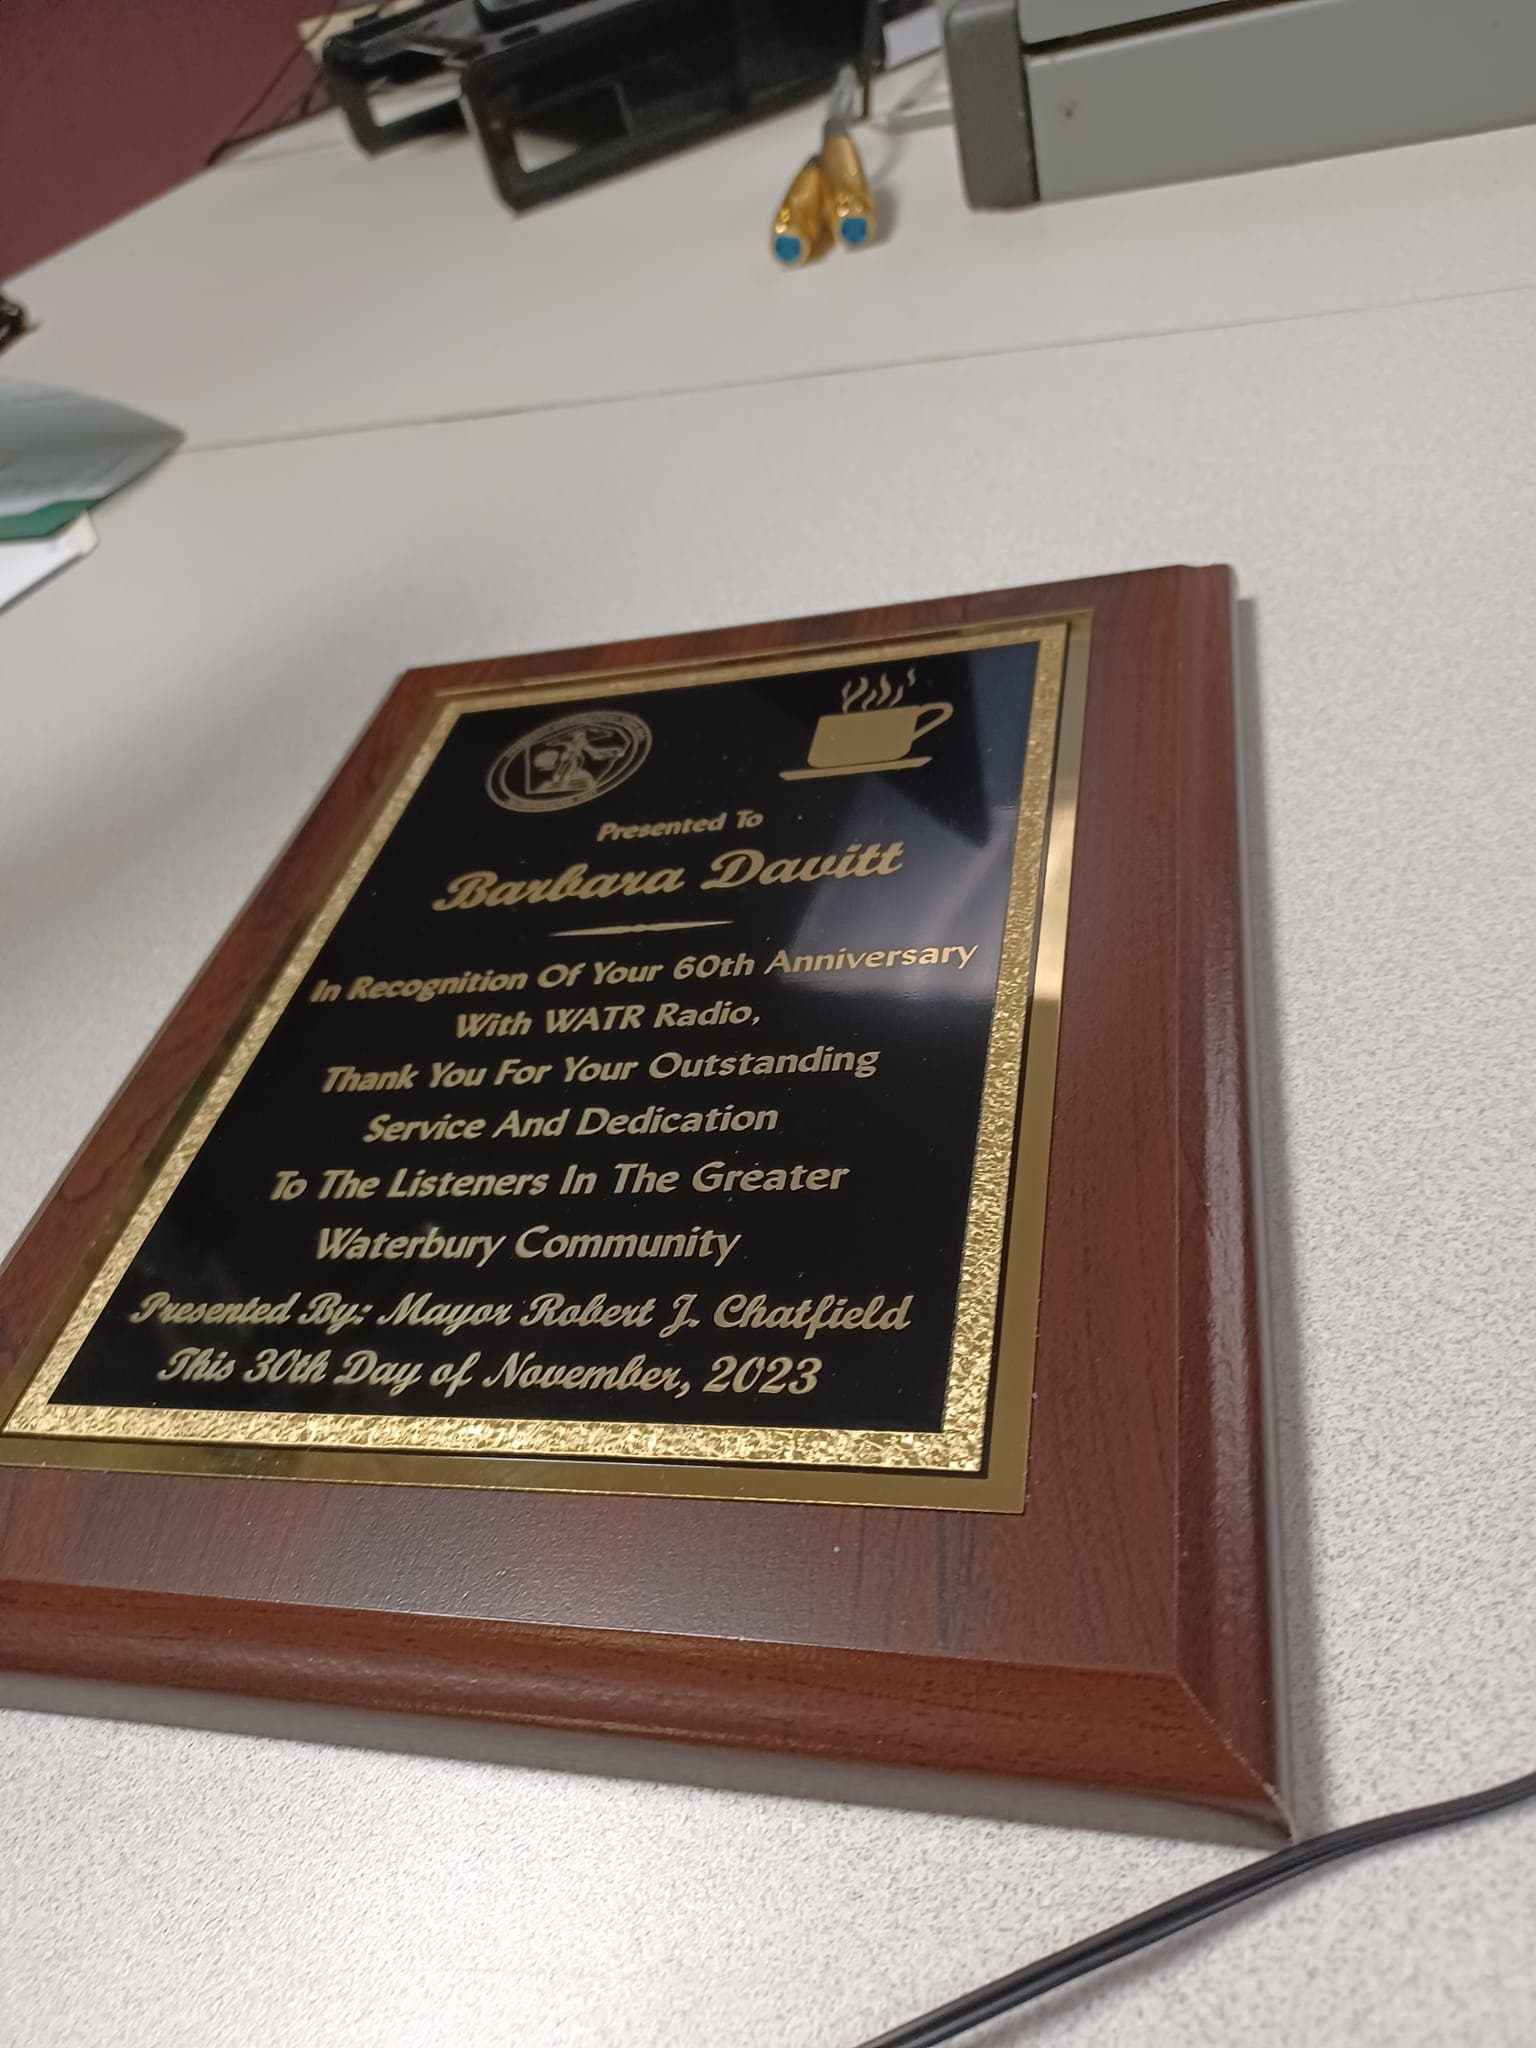 Presented To
Barbara Davitt
In Recognition Of Your 60th Anniversary
With WATR Radio,
Thank You For Your Outstanding
Service And Dedication
To The Listeners In The Greater
Waterbury Community
Presented By: Mayor Robert J. Chatfield
This 30th Day of November, 2023